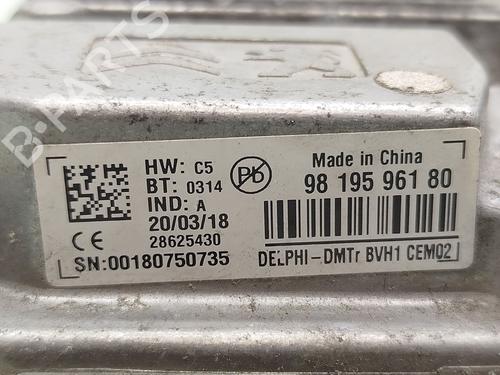 B-PARTS
HW: C5
BT: 0314
IND: A
20/03/18
28625430
CE
SN:00180750735
Pb
Made in China
98 195 961 80
DELPHI-DMTr BVH1 CEM02